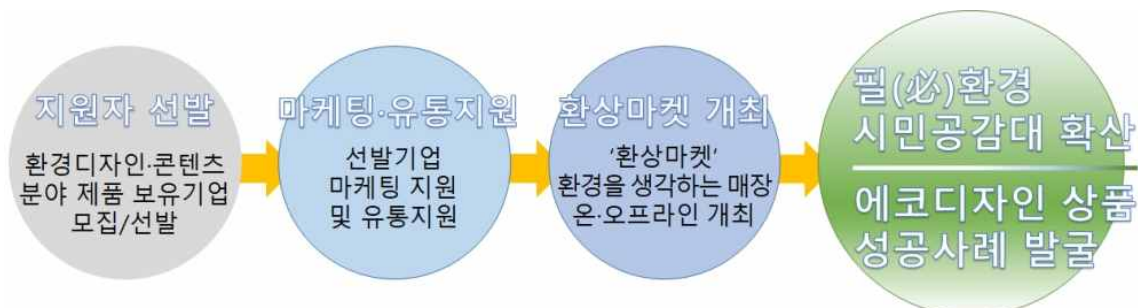 지원자 선발
환경디자인·콘텐츠
분야 제품 보유기업
모집/선발
마케팅·유통지원
선발기업
마케팅 지원
및 유통지원
환상마켓 개최
‘환상마켓’
환경을 생각하는 매장
온·오프라인 개최
필(必)환경
시민공감대 확산
에코디자인 상품
성공사례 발굴